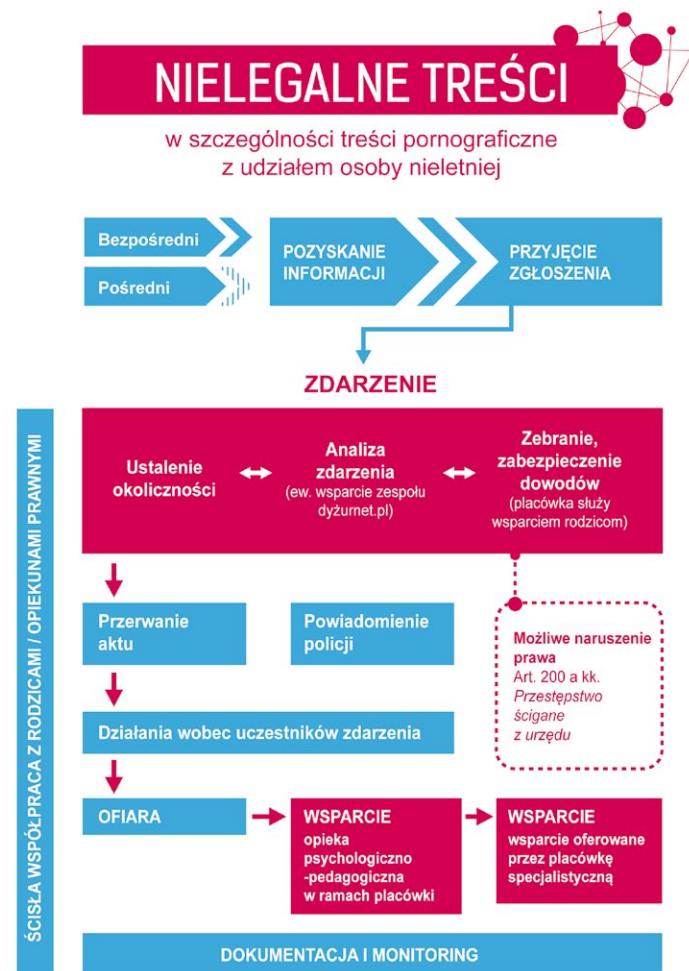 NIELEGALNE TREŚCI
w szczególności treści pornograficzne
z udziałem osoby nieletniej
Bezpośredni
Pośredni
POZYSKANIE
INFORMACJI
PRZYJĘCIE
ZGŁOSZENIA
ZDARZENIE
ŚCISŁA WSPÓŁPRACA Z RODZICAMI / OPIEKUNAMI PRAWNYMI
Ustalenie
okoliczności
Analiza
zdarzenia
(ew. wsparcie zespołu
dyżurnet.pl)
Zebranie,
zabezpieczenie
dowodów
(placówka służy
wsparciem rodzicom)
Przerwanie
aktu
Powiadomienie
policji
Możliwe naruszenie
prawa
Art. 200 a kk.
Przestępstwo
ścigane
z urzędu
Działania wobec uczestników zdarzenia
OFIARA
WSPARCIE
opieka
psychologiczno
-pedagogiczna
w ramach placówki
WSPARCIE
wsparcie oferowane
przez placówkę
specjalistyczną
DOKUMENTACJA I MONITORING